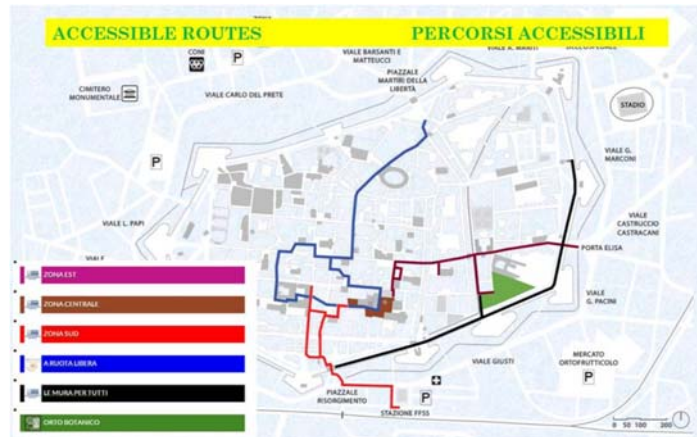 ACCESSIBLE ROUTES
PERCORSI ACCESSIBILI
CONI
P
VIALE BARSANTI E
MATTEUCCI
PIAZZALE
MARTIRI DELLA
LIBERTÀ
CIMITERO
MONUMENTALE
VIALE CARLO DEL PRETE
STADIO
P
VIALE G.
MARCONI
VIALE L. PAPI
VIALE
CASTRUCCIO
CASTRACANI
VIALE
PORTA ELISA
ZONA EST
ZONA CENTRALE
ZONA SUD
A RUOTA LIBERA
LE MURA PER TUTTI
ORTO BOTANICO
VIALE
G. PACINI
VIALE GIUSTI
MERCATO
ORTOFRUTTICOLO
P
PIAZZALE
RISORGIMENTO
P
STAZIONE FFSS
0 50 100 200